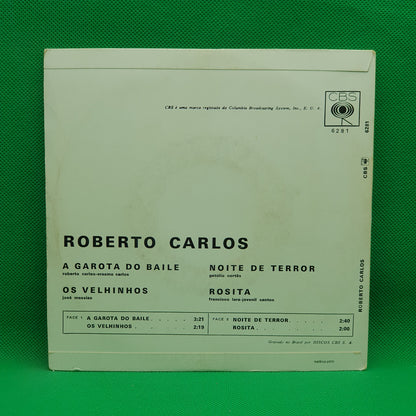 CBS
6281
CBS é uma marca registada da Columbia Broadcasting System, Inc., E. U. A.
6281
CBS
ROBERTO CARLOS
ROBERTO CARLOS
A GAROTA DO BAILE
roberto carlos-erasmo carlos
NOITE DE TERROR
getúlio cortês
OS VELHINHOS
josé messias
ROSITA
francisco lara-jovenil santos
FACE 1 A GAROTA DO BAILE . . . . . 3:21
OS VELHINHOS . . . . . . . 2:19
FACE 2 NOITE DE TERROR. . . . . . 2:40
ROSITA . . . . . . . . . . 2:00
Gravado no Brasil por DISCOS CBS S. A.